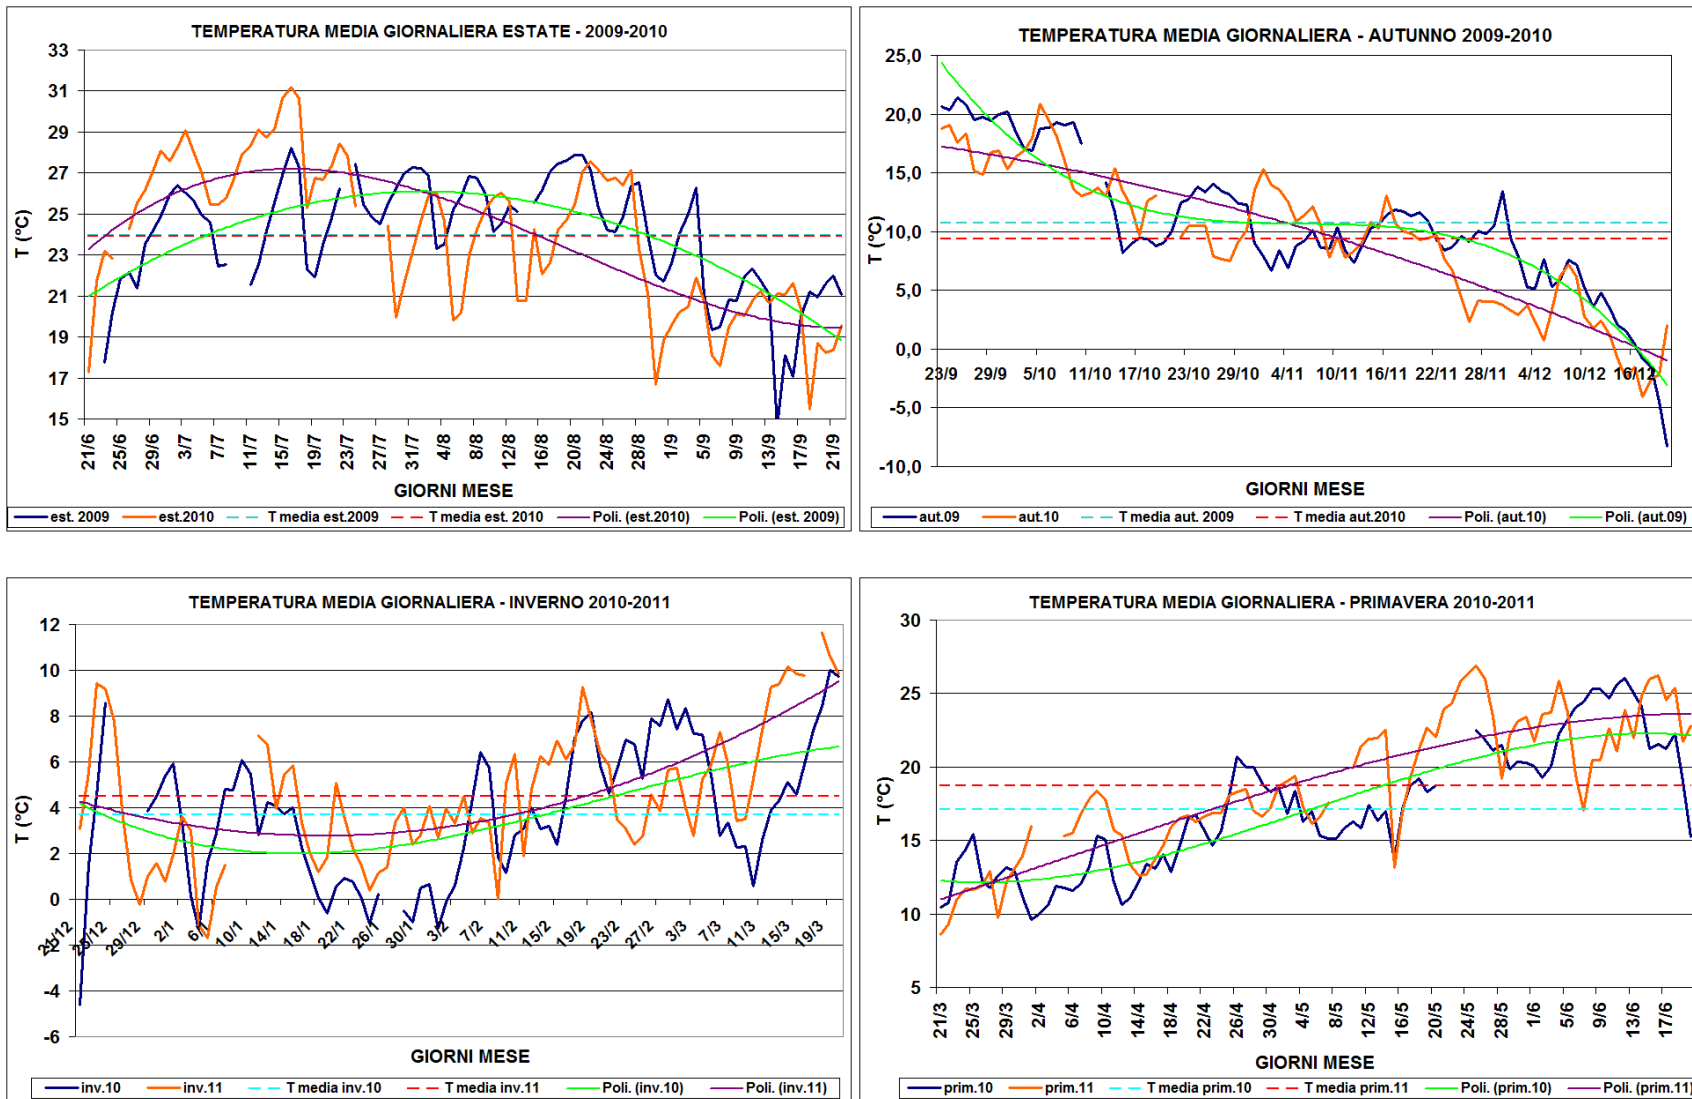 TEMPERATURA MEDIA GIORNALIERA ESTATE - 2009-2010
33
31
29
27
25
23
21
19
17
15
T (°C)
21/6 25/6 29/6 3/7 7/7 11/7 15/7 19/7 23/7 27/7 31/7 4/8 8/8 12/8 16/8 20/8 24/8 28/8 1/9 5/9 9/9 13/9 17/9 21/9
GIORNI MESE
est. 2009 est.2010 T media est.2009 T media est. 2010 Poli. (est.2010) Poli. (est. 2009)
TEMPERATURA MEDIA GIORNALIERA - AUTUNNO 2009-2010
25,0
20,0
15,0
10,0
5,0
0,0
-5,0
-10,0
T (°C)
23/9 29/9 5/10 11/10 17/10 23/10 29/10 4/11 10/11 16/11 22/11 28/11 4/12 10/12 16/12
GIORNI MESE
aut.09 aut.10 T media aut. 2009 T media aut.2010 Poli. (aut.10) Poli. (aut.09)
TEMPERATURA MEDIA GIORNALIERA - INVERNO 2010-2011
12
10
8
6
4
2
0
-2
-4
-6
T (°C)
21/12 25/12 29/12 2/1 6/1 10/1 14/1 18/1 22/1 26/1 30/1 3/2 7/2 11/2 15/2 19/2 23/2 27/2 3/3 7/3 11/3 15/3 19/3
GIORNI MESE
inv.10 inv.11 T media inv.10 T media inv.11 Poli. (inv.10) Poli. (inv.11)
TEMPERATURA MEDIA GIORNALIERA - PRIMAVERA 2010-2011
30
25
20
15
10
5
T (°C)
21/3 25/3 29/3 2/4 6/4 10/4 14/4 18/4 22/4 26/4 30/4 4/5 8/5 12/5 16/5 20/5 24/5 28/5 1/6 5/6 9/6 13/6 17/6
GIORNI MESE
prim.10 prim.11 T media prim.10 T media prim.11 Poli. (prim.10) Poli. (prim.11)